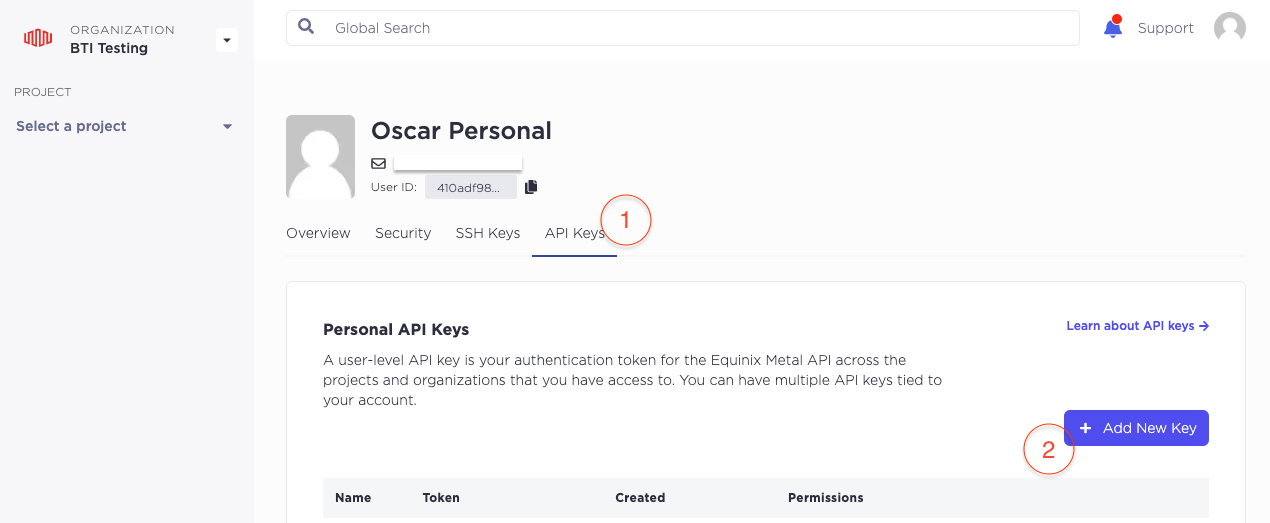 ORGANIZATION
BTI Testing
PROJECT
Select a project
Global Search
Support
Oscar Personal
User ID: 410adf98...
Overview Security SSH Keys API Keys 1
Personal API Keys
Learn about API keys →
A user-level API key is your authentication token for the Equinix Metal API across the
projects and organizations that you have access to. You can have multiple API keys tied to
your account.
+ Add New Key
2
Name Token Created Permissions